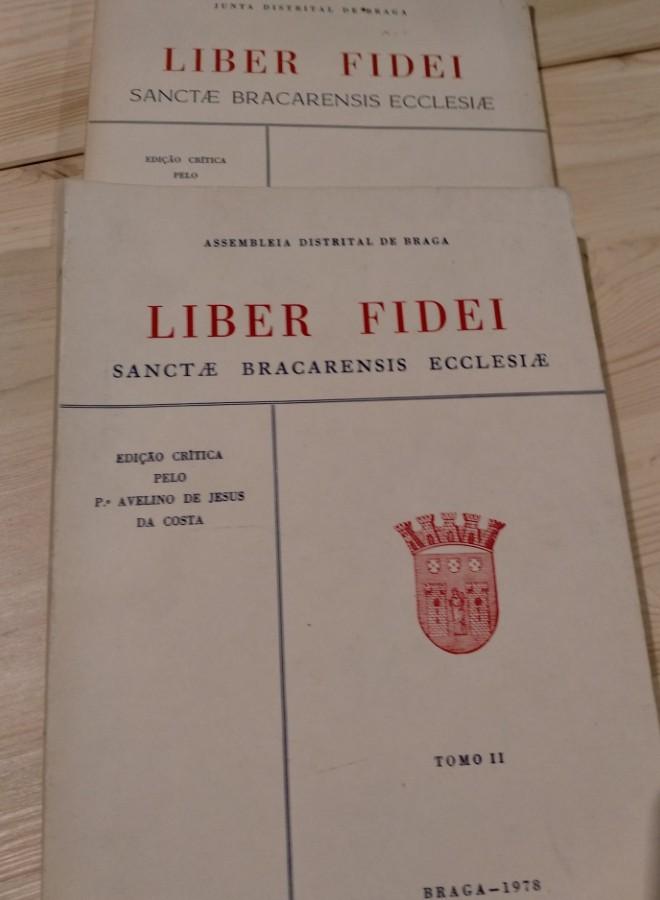 JUNTA DISTRITAL DE BRAGA
LIBER FIDEI
SANCTÆ BRACARENSIS ECCLESIÆ
EDIÇÃO CRÍTICA
PELO
ASSEMBLEIA DISTRITAL DE BRAGA
LIBER FIDEI
SANCTÆ BRACARENSIS ECCLESIÆ
EDIÇÃO CRÍTICA
PELO
P.e AVELINO DE JESUS
DA COSTA
TOMO II
BRAGA—1978